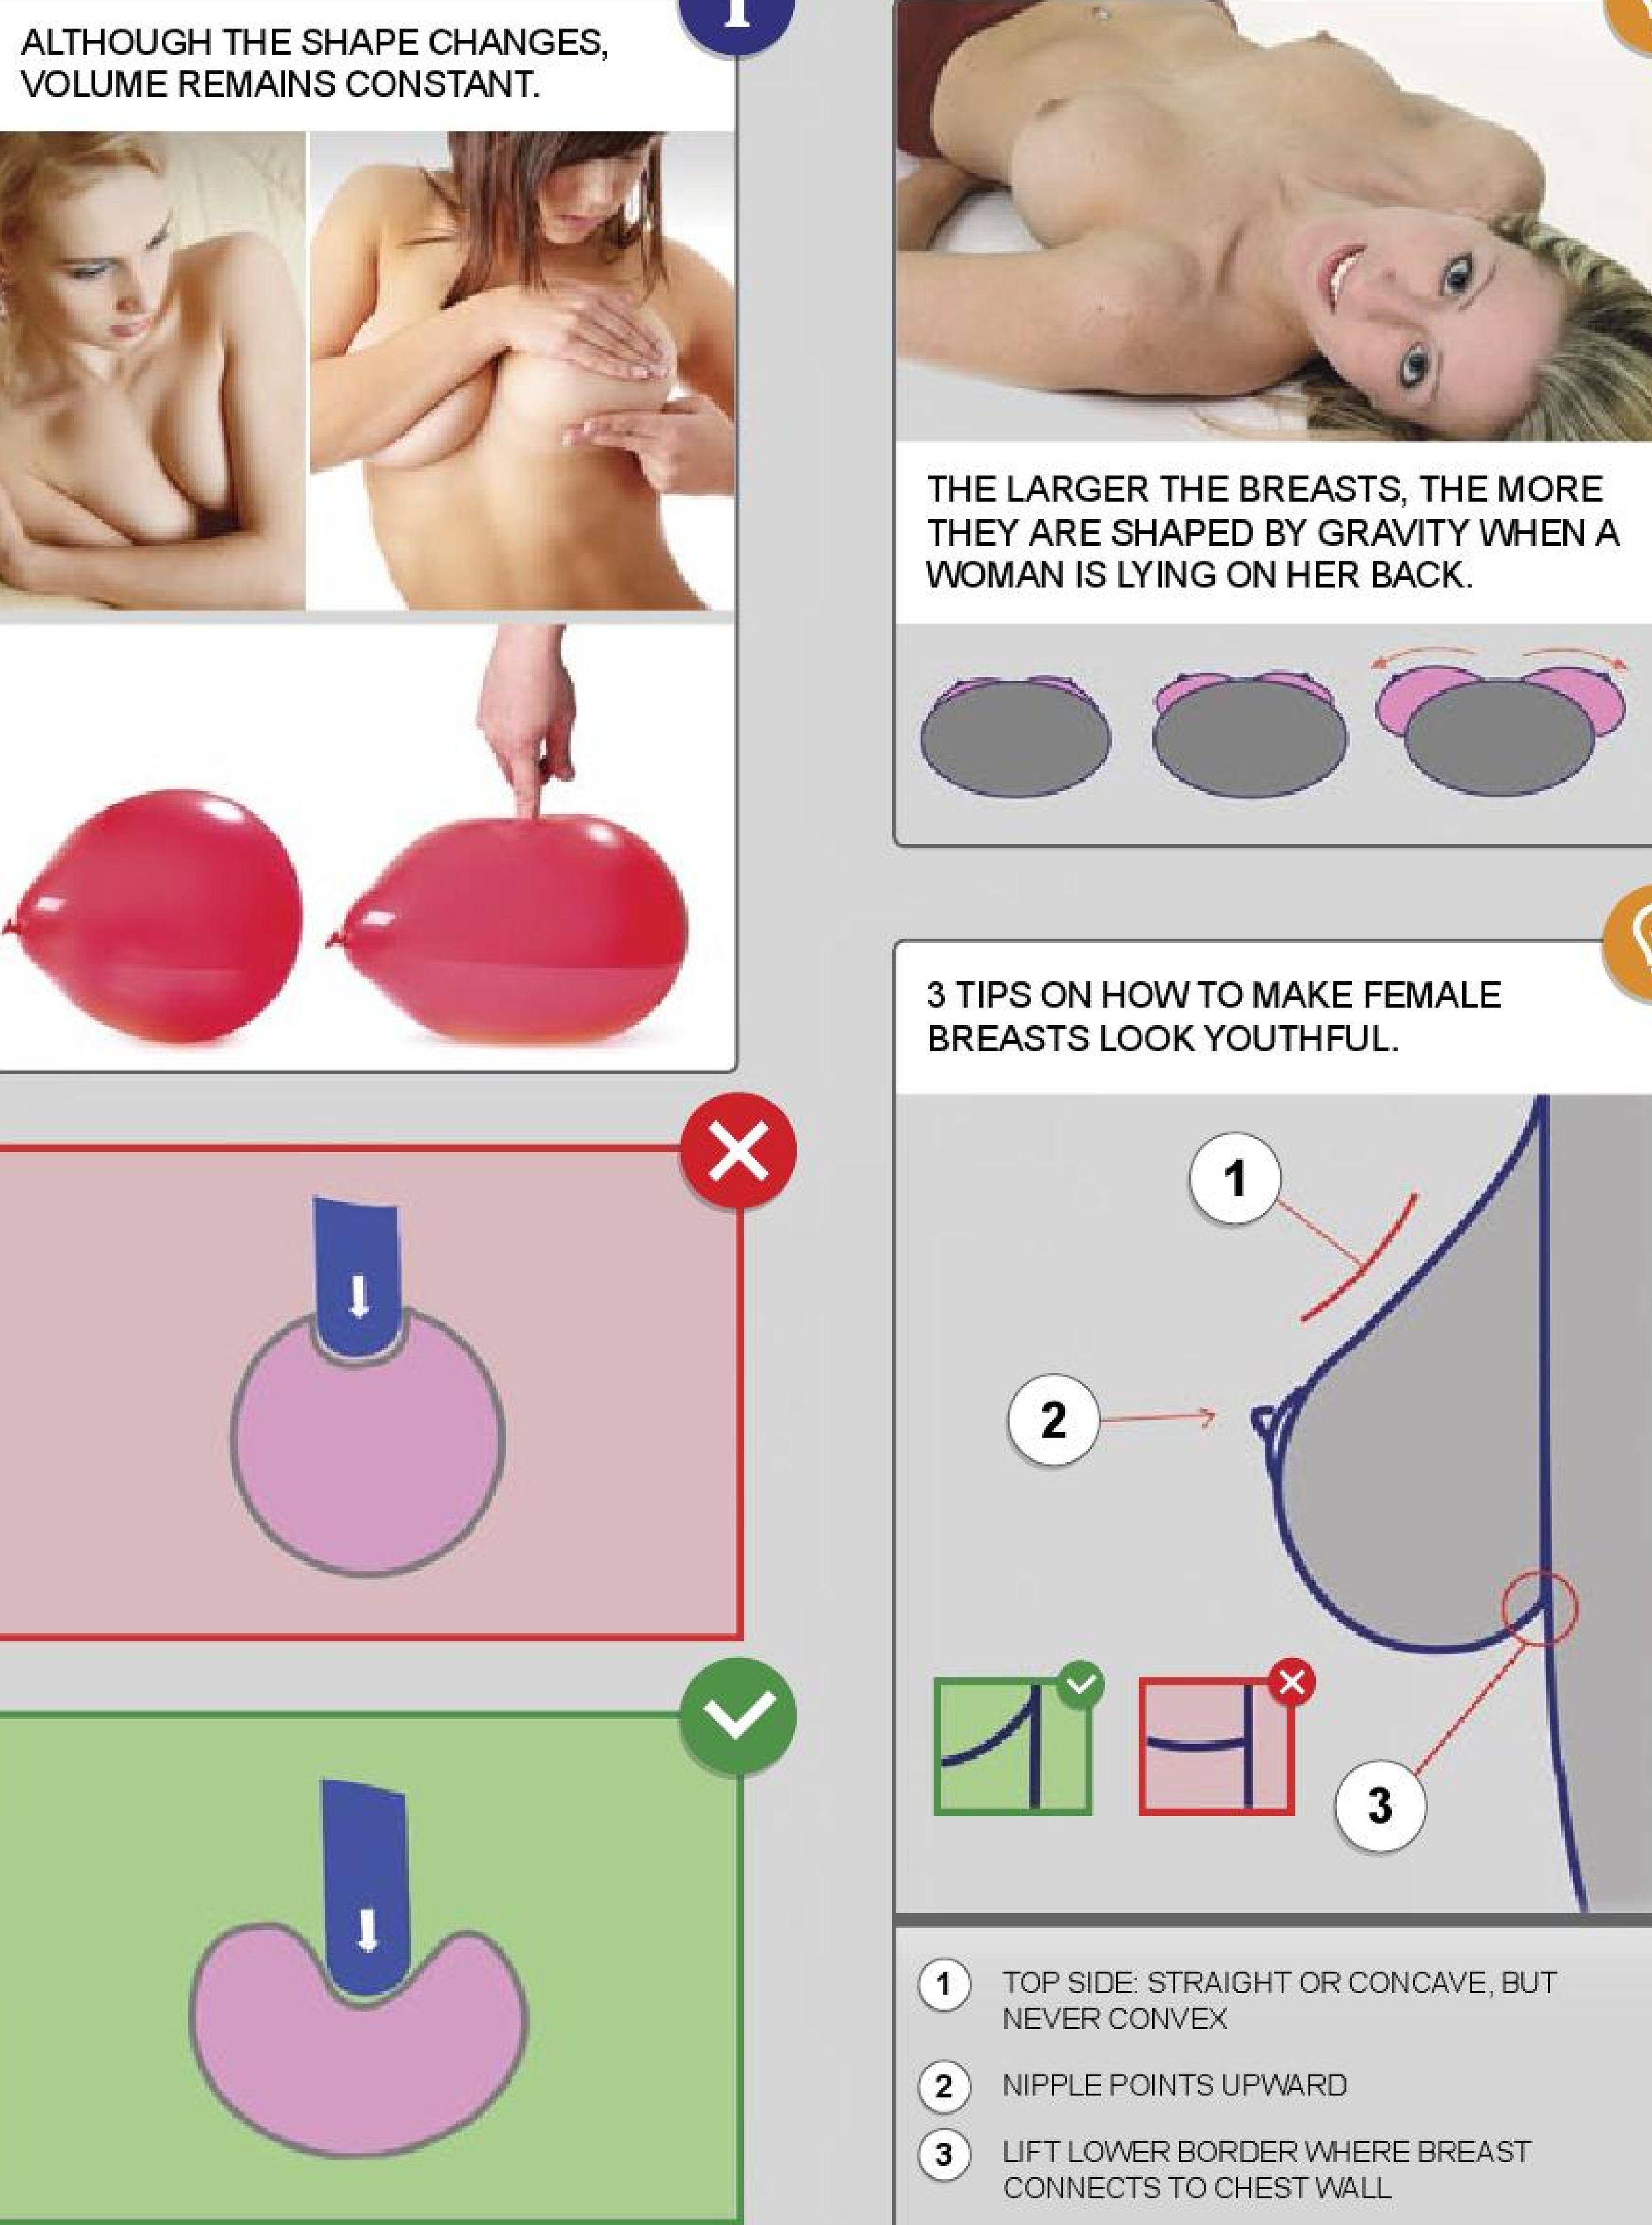 ALTHOUGH THE SHAPE CHANGES,
VOLUME REMAINS CONSTANT.
THE LARGER THE BREASTS, THE MORE
THEY ARE SHAPED BY GRAVITY WHEN A
WOMAN IS LYING ON HER BACK.
3 TIPS ON HOW TO MAKE FEMALE
BREASTS LOOK YOUTHFUL.
1
2
3
1 TOP SIDE: STRAIGHT OR CONCAVE, BUT
NEVER CONVEX
2 NIPPLE POINTS UPWARD
3 LIFT LOWER BORDER WHERE BREAST
CONNECTS TO CHEST WALL